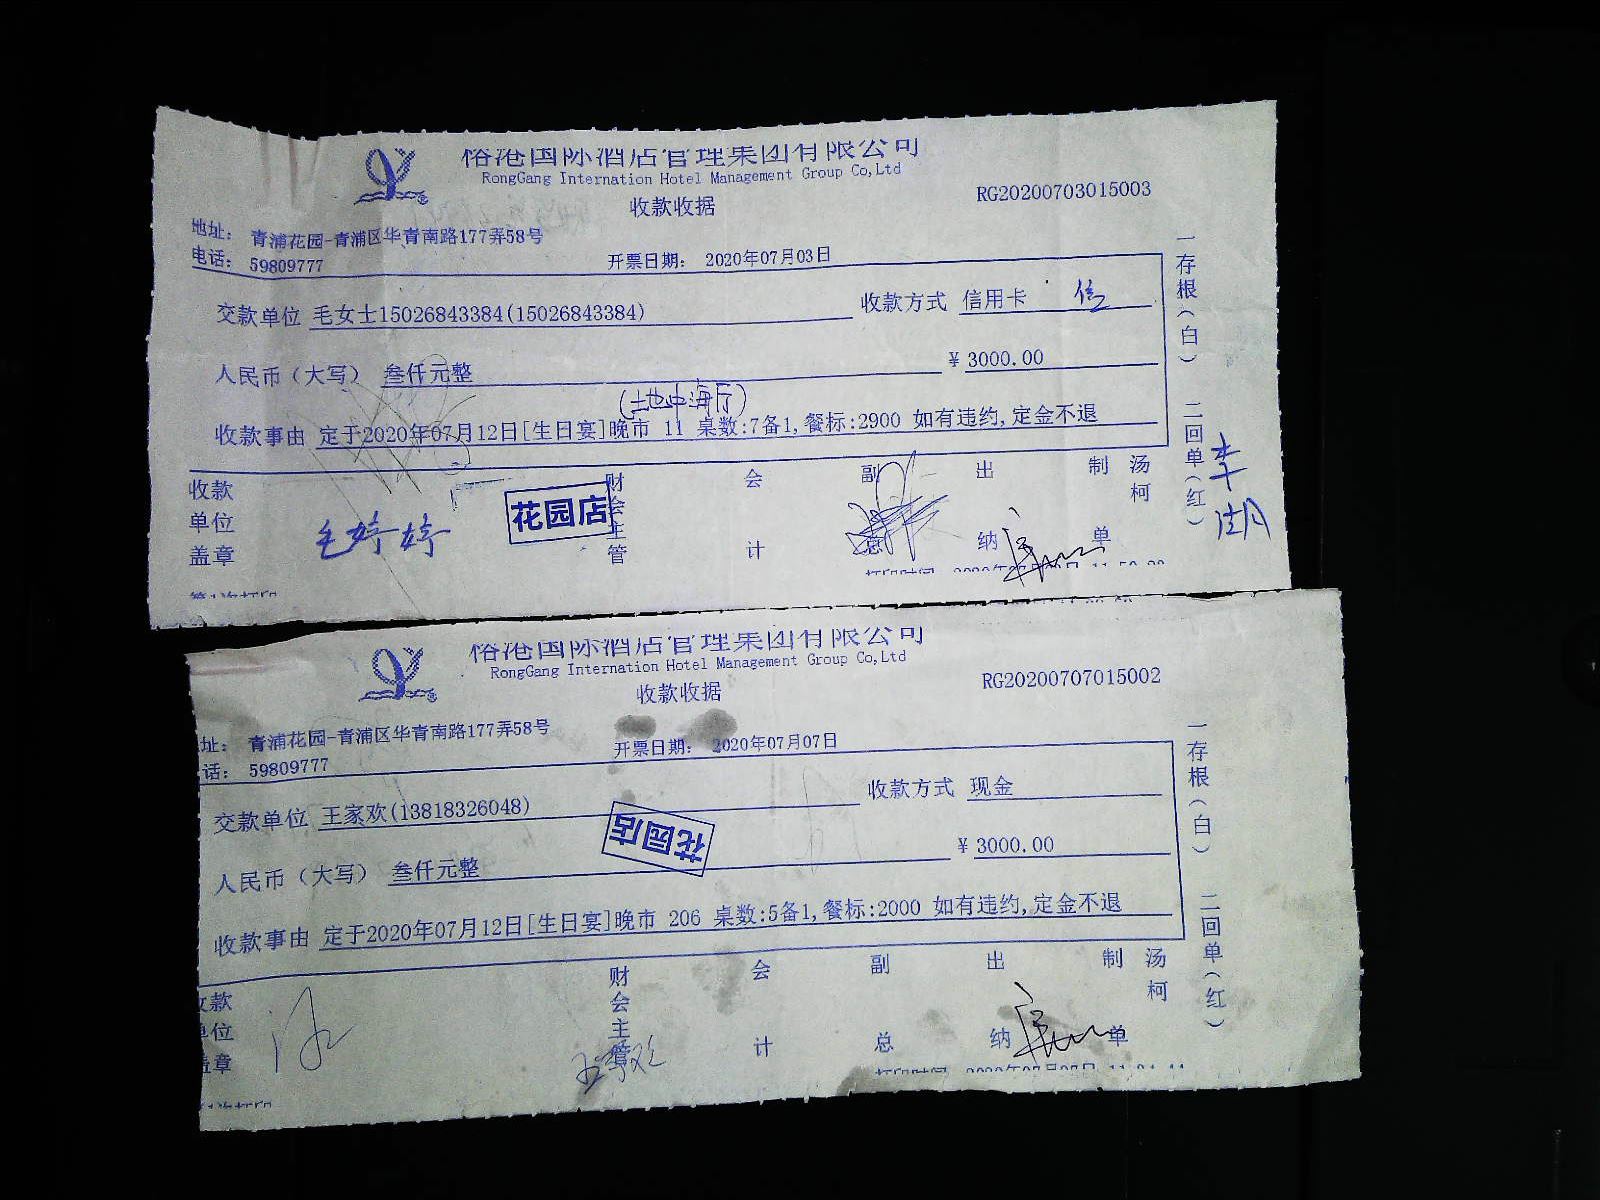 俗港国际酒店管理集团有限公司
RongGang Internation Hotel Management Group Co,Ltd
收款收据
RG20200703015003
地址: 青浦花园-青浦区华青南路177弄58号
电话: 59809777
开票日期: 2020年07月03日
交款单位 毛女士15026843384(15026843384)
收款方式 信用卡 信
人民币(大写) 叁仟元整
¥ 3000.00
(地中海厅)
收款事由 定于2020年07月12日[生日宴]晚市 11 桌数:7备1,餐标:2900 如有违约,定金不退
收款单位盖章
毛婷婷
花园店
财会主管
会计
副总
出纳
制单
汤柯
一存根(白)
二回单(红)
第1次打印
打印时间
俗港国际酒店管理集团有限公司
RongGang Internation Hotel Management Group Co,Ltd
收款收据
RG20200707015002
址: 青浦花园-青浦区华青南路177弄58号
话: 59809777
开票日期: 2020年07月07日
交款单位 王家欢(13818326048)
收款方式 现金
花园店
人民币(大写) 叁仟元整
¥ 3000.00
收款事由 定于2020年07月12日[生日宴]晚市 206 桌数:5备1,餐标:2000 如有违约,定金不退
收款单位盖章
财会主管
会计
副总
出纳
制单
汤柯
一存根(白)
二回单(红)